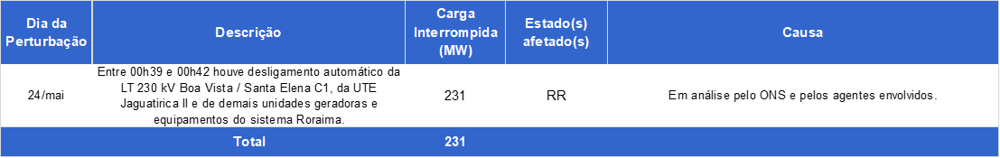 Dia da
Perturbação
Descrição
Carga
Interrompida
(MW)
Estado(s)
afetado(s)
Causa
24/mai
Entre 00h39 e 00h42 houve desligamento automático da
LT 230 kV Boa Vista / Santa Elena C1, da UTE
Jaguatirica II e de demais unidades geradoras e
equipamentos do sistema Roraima.
231
RR
Em análise pelo ONS e pelos agentes envolvidos.
Total
231